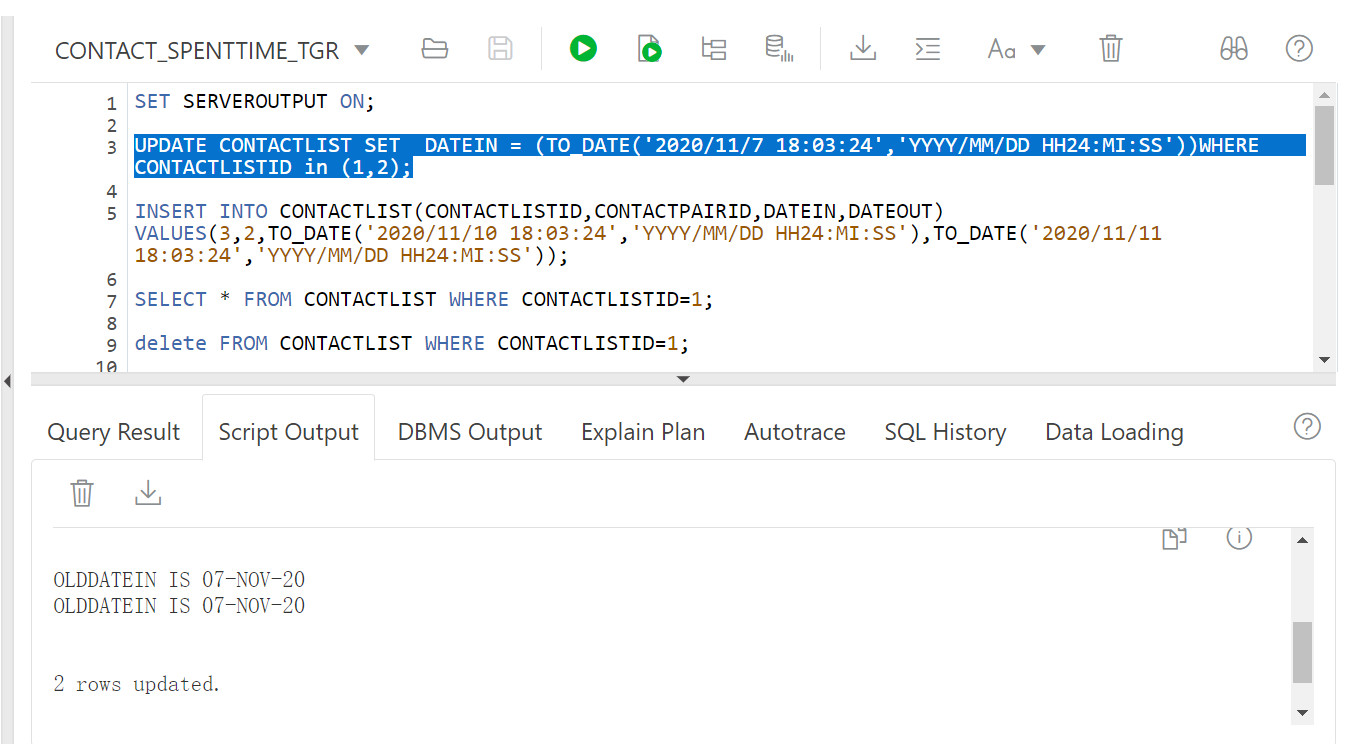 CONTACT_SPENTTIME_TGR
Aa
1 SET SERVEROUTPUT ON;
2
3 UPDATE CONTACTLIST SET  DATEIN = (TO_DATE('2020/11/7 18:03:24','YYYY/MM/DD HH24:MI:SS'))WHERE
CONTACTLISTID in (1,2);
4
5 INSERT INTO CONTACTLIST(CONTACTLISTID,CONTACTPAIRID,DATEIN,DATEOUT)
VALUES(3,2,TO_DATE('2020/11/10 18:03:24','YYYY/MM/DD HH24:MI:SS'),TO_DATE('2020/11/11
18:03:24','YYYY/MM/DD HH24:MI:SS'));
6
7 SELECT * FROM CONTACTLIST WHERE CONTACTLISTID=1;
8
9 delete FROM CONTACTLIST WHERE CONTACTLISTID=1;
10
Query Result Script Output DBMS Output Explain Plan Autotrace SQL History Data Loading
OLDDATEIN IS 07-NOV-20
OLDDATEIN IS 07-NOV-20
2 rows updated.